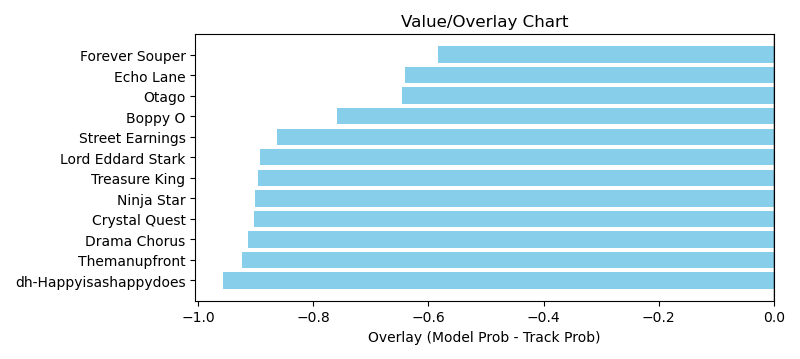 Value/Overlay Chart
Forever Souper
Echo Lane
Otago
Boppy O
Street Earnings
Lord Eddard Stark
Treasure King
Ninja Star
Crystal Quest
Drama Chorus
Themanupfront
dh-Happyisashappydoes
−1.0 −0.8 −0.6 −0.4 −0.2 0.0
Overlay (Model Prob - Track Prob)